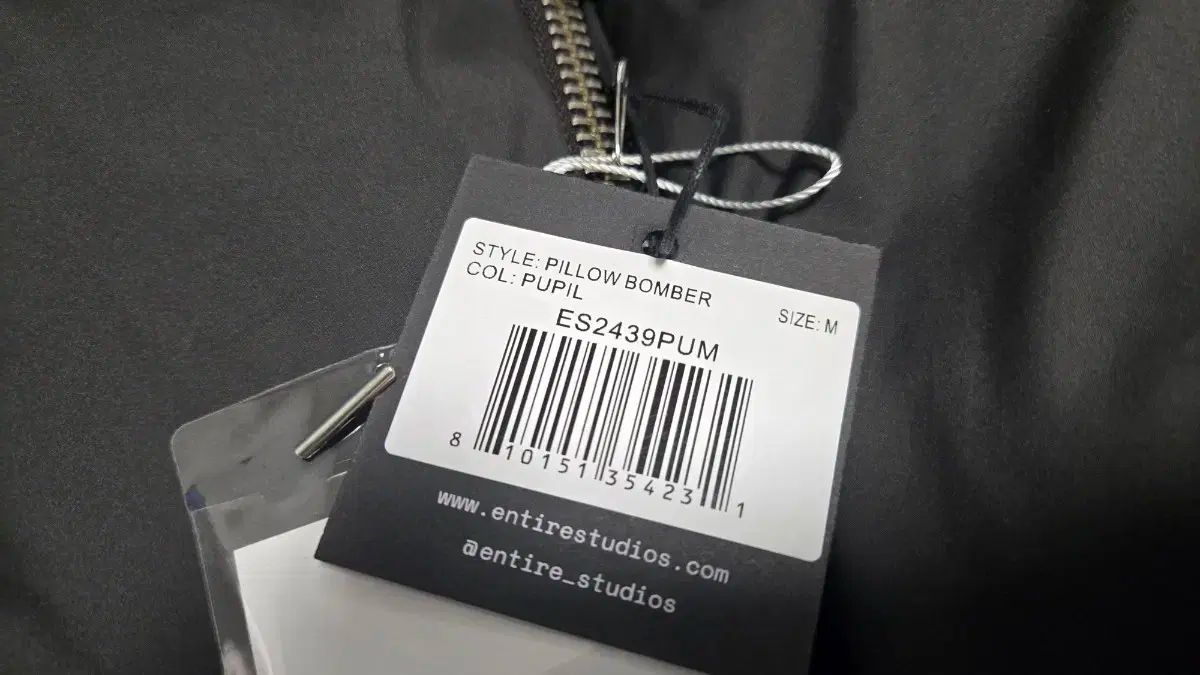 STYLE: PILLOW BOMBER
COL: PUPIL
SIZE: M
ES2439PUM
8 10151 35423 1
www.entirestudios.com
@entire_studios